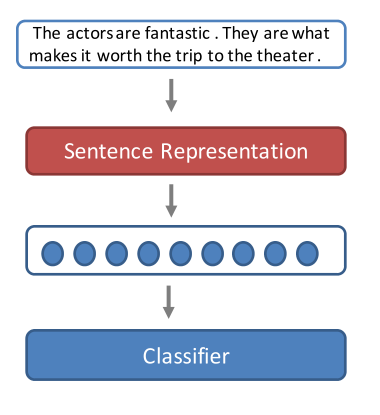 The actors are fantastic . They are what
makes it worth the trip to the theater .
Sentence Representation
Classifier